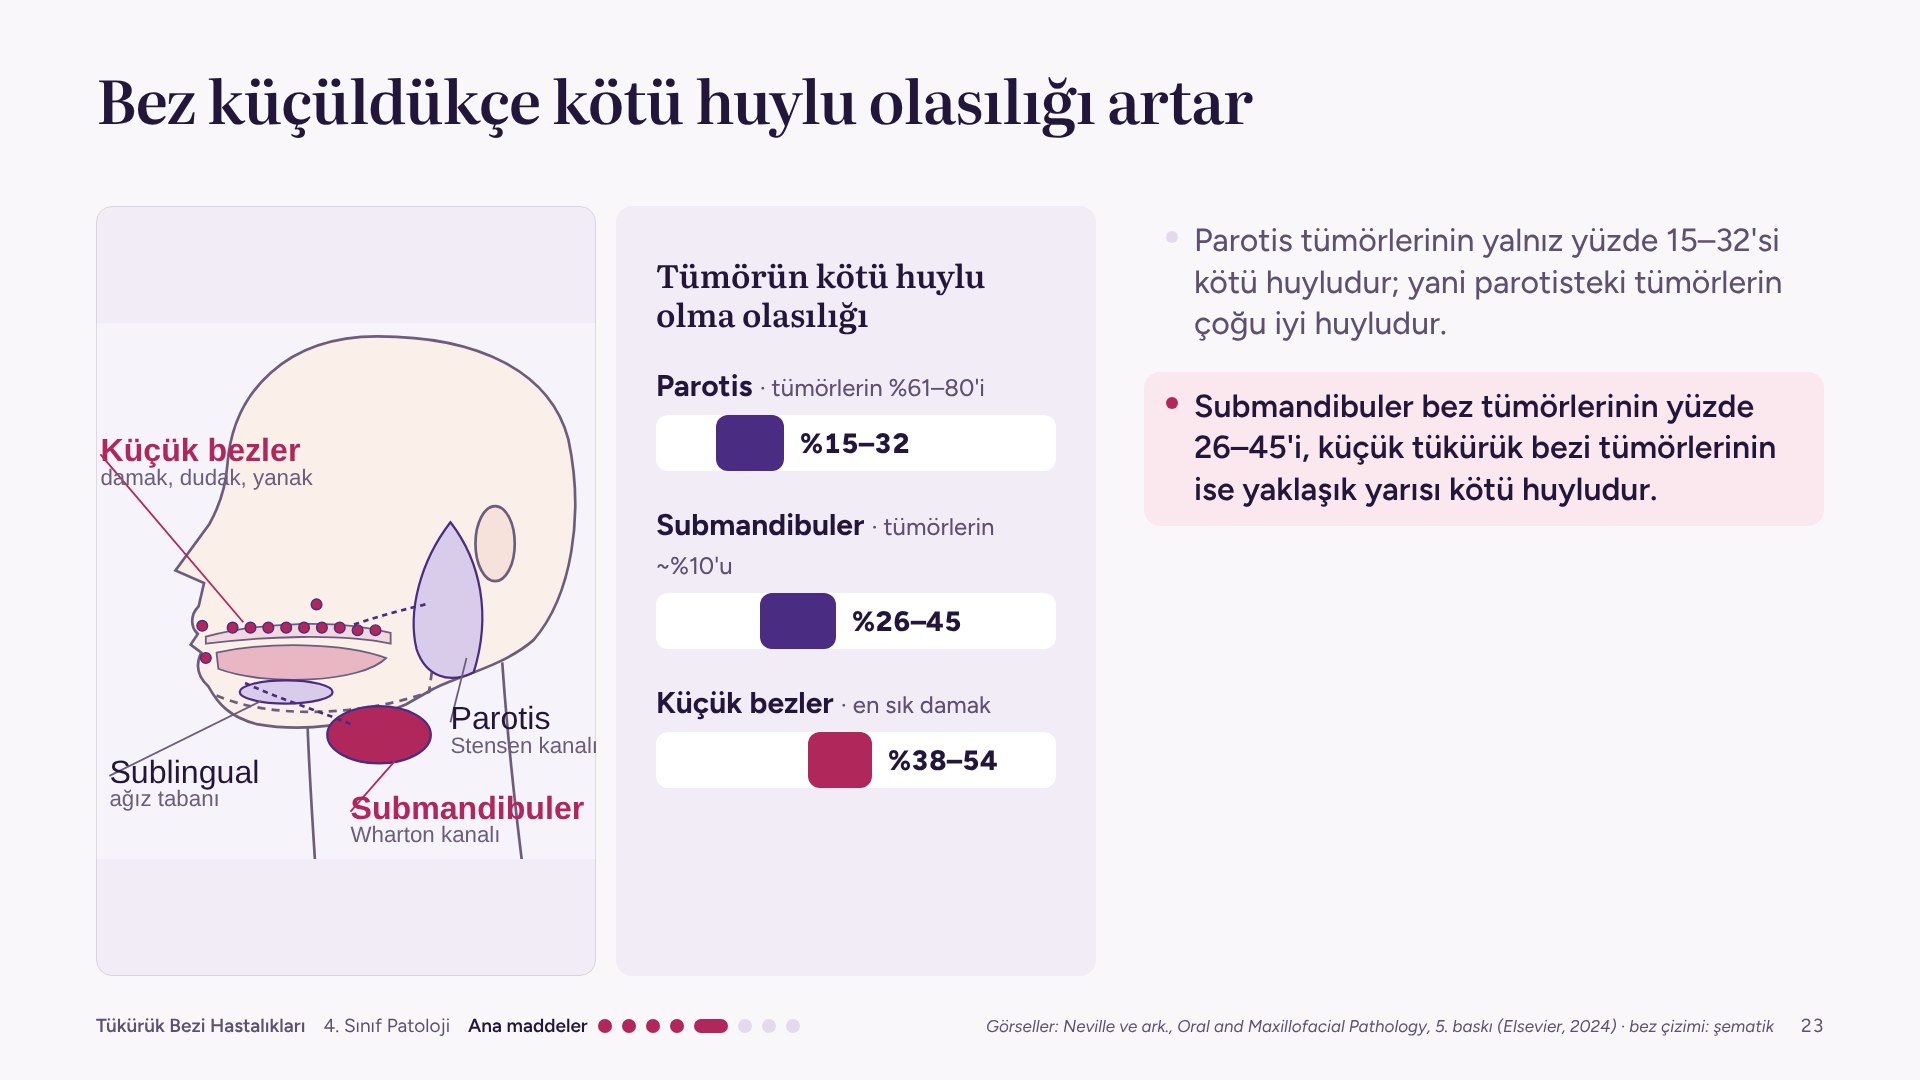 Bez küçüldükçe kötü huylu olasılığı artar
Küçük bezler
damak, dudak, yanak
Parotis
Stensen kanalı
Sublingual
ağız tabanı
Submandibuler
Wharton kanalı
Tümörün kötü huylu
olma olasılığı
Parotis · tümörlerin %61–80'i
%15–32
Submandibuler · tümörlerin
~%10'u
%26–45
Küçük bezler · en sık damak
%38–54
Parotis tümörlerinin yalnız yüzde 15–32'si
kötü huyludur; yani parotisteki tümörlerin
çoğu iyi huyludur.
Submandibuler bez tümörlerinin yüzde
26–45'i, küçük tükürük bezi tümörlerinin
ise yaklaşık yarısı kötü huyludur.
Tükürük Bezi Hastalıkları 4. Sınıf Patoloji Ana maddeler
Görseller: Neville ve ark., Oral and Maxillofacial Pathology, 5. baskı (Elsevier, 2024) · bez çizimi: şematik 23